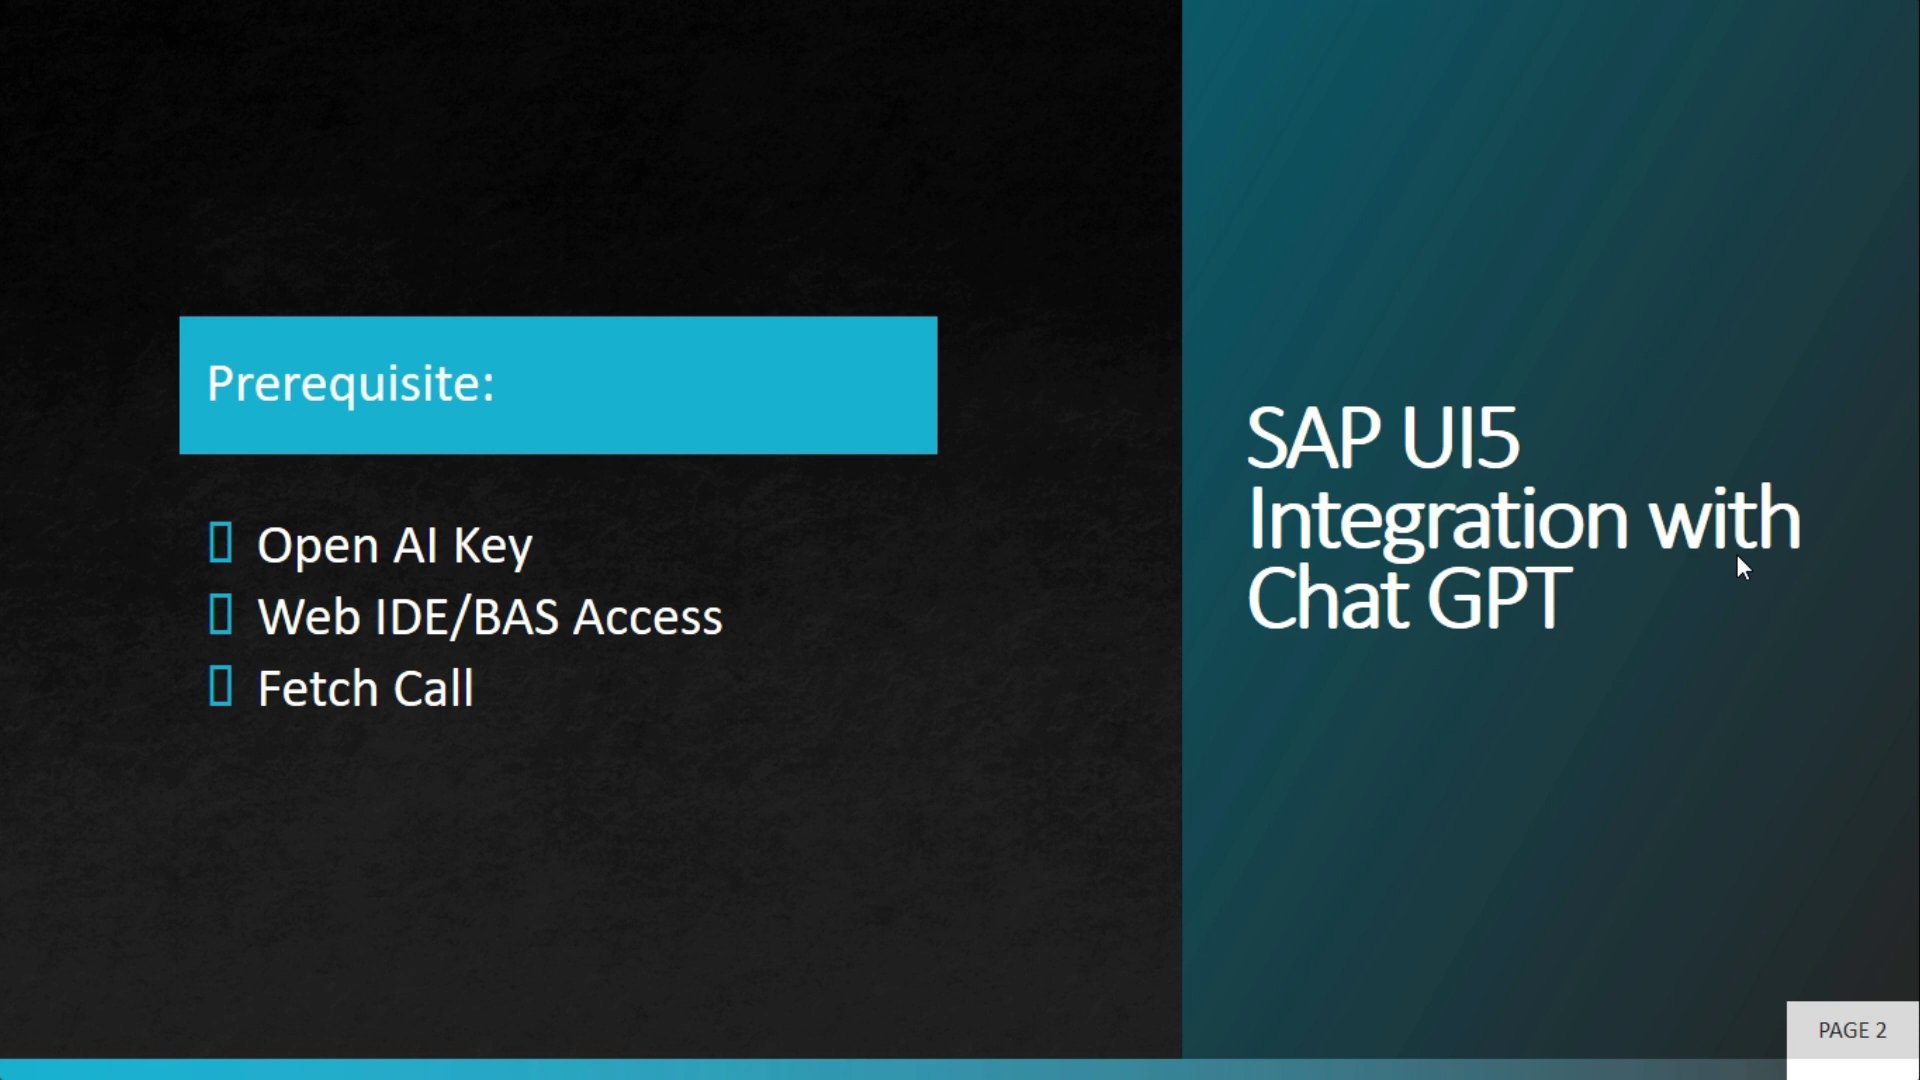 Prerequisite:
Open AI Key
Web IDE/BAS Access
Fetch Call
SAP UI5
Integration with
Chat GPT
PAGE 2